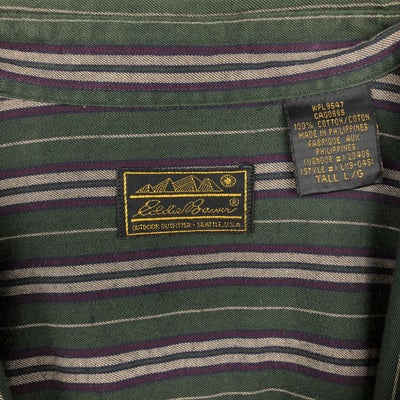 Eddie Bauer®
OUTDOOR OUTFITTER - SEATTLE, U.S.A.
WPL9647
CA00665
100% COTTON/COTON
MADE IN PHILIPPINES
FABRIQUE AUX
PHILIPPINES
TALL L/G